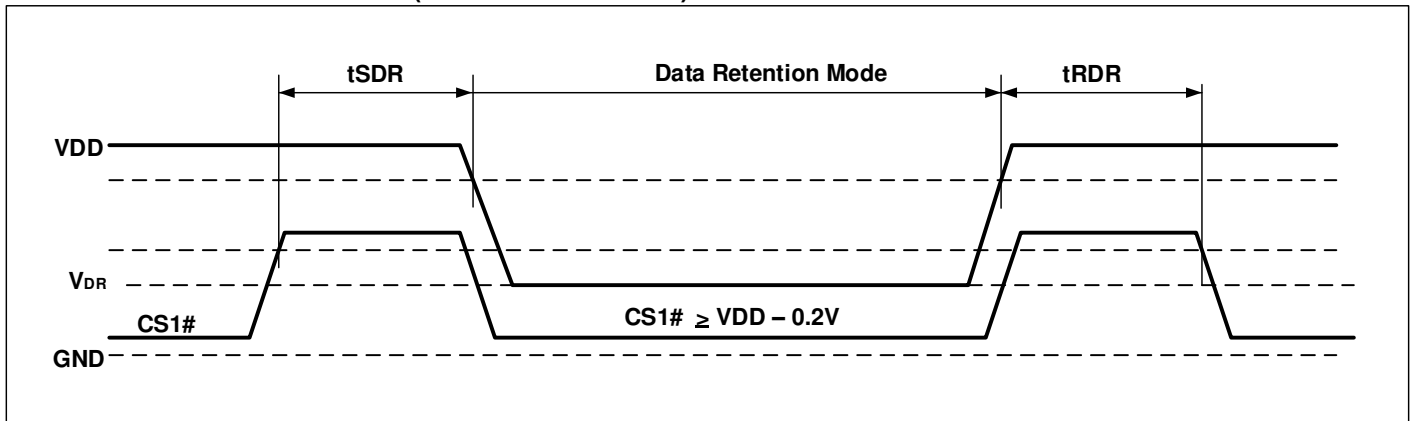 tSDR
Data Retention Mode
tRDR
VDD
VDR
CS1#
CS1# ≥ VDD – 0.2V
GND